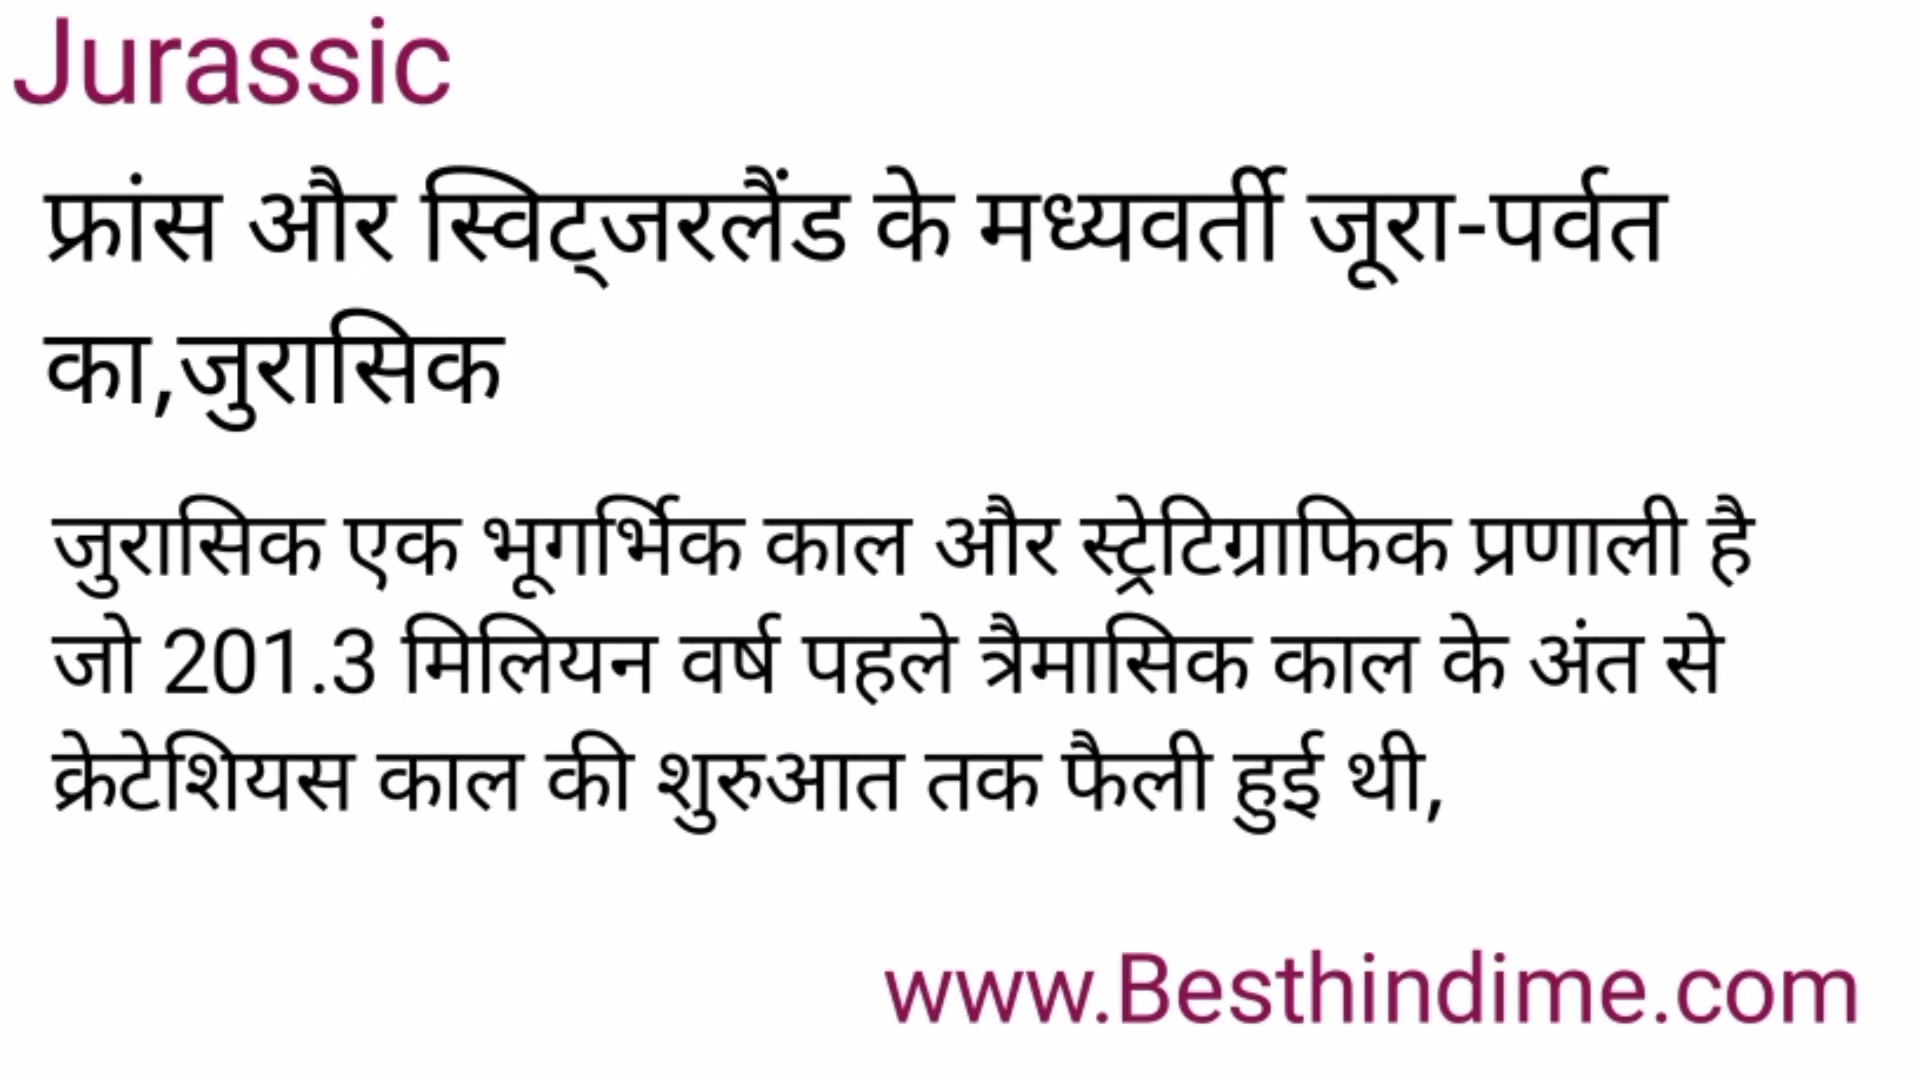 Jurassic
फ्रांस और स्विट्जरलैंड के मध्यवर्ती जूरा-पर्वत
का,जुरासिक
जुरासिक एक भूगर्भिक काल और स्ट्रेटिग्राफिक प्रणाली है
जो 201.3 मिलियन वर्ष पहले त्रैमासिक काल के अंत से
क्रेटेशियस काल की शुरुआत तक फैली हुई थी,
www.Besthindime.com